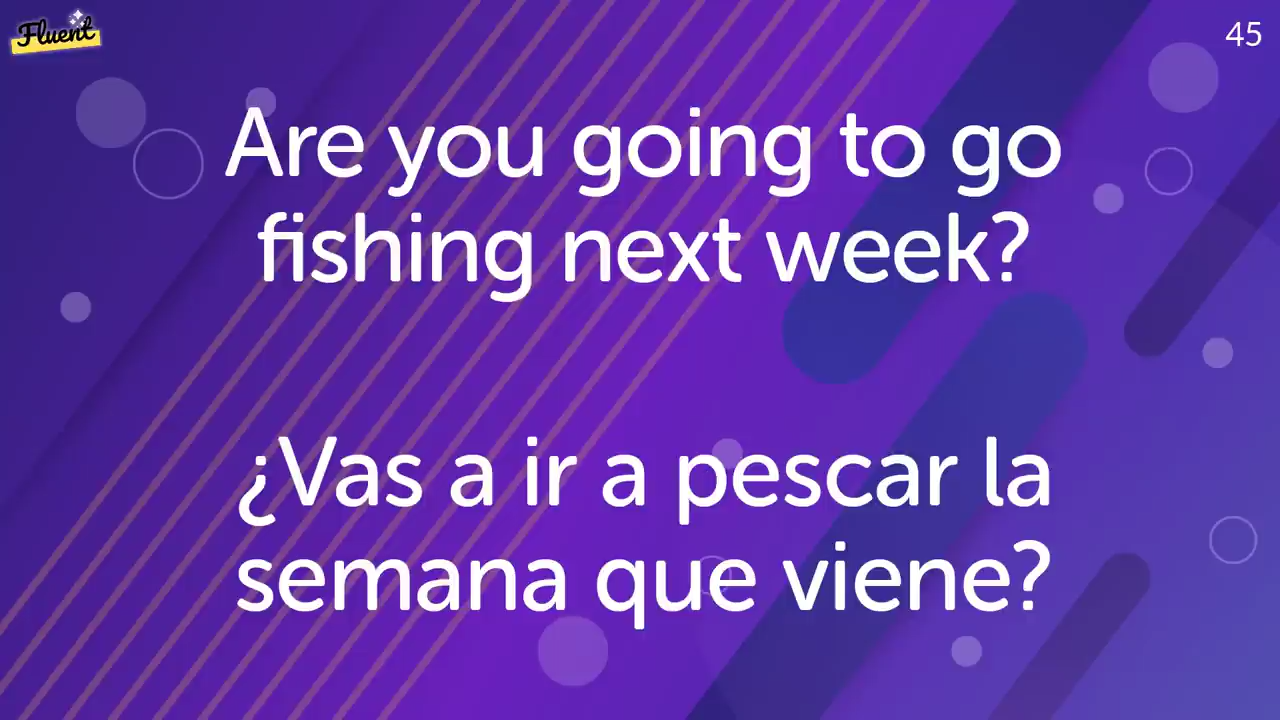 Fluent
45
Are you going to go
fishing next week?
¿Vas a ir a pescar la
semana que viene?